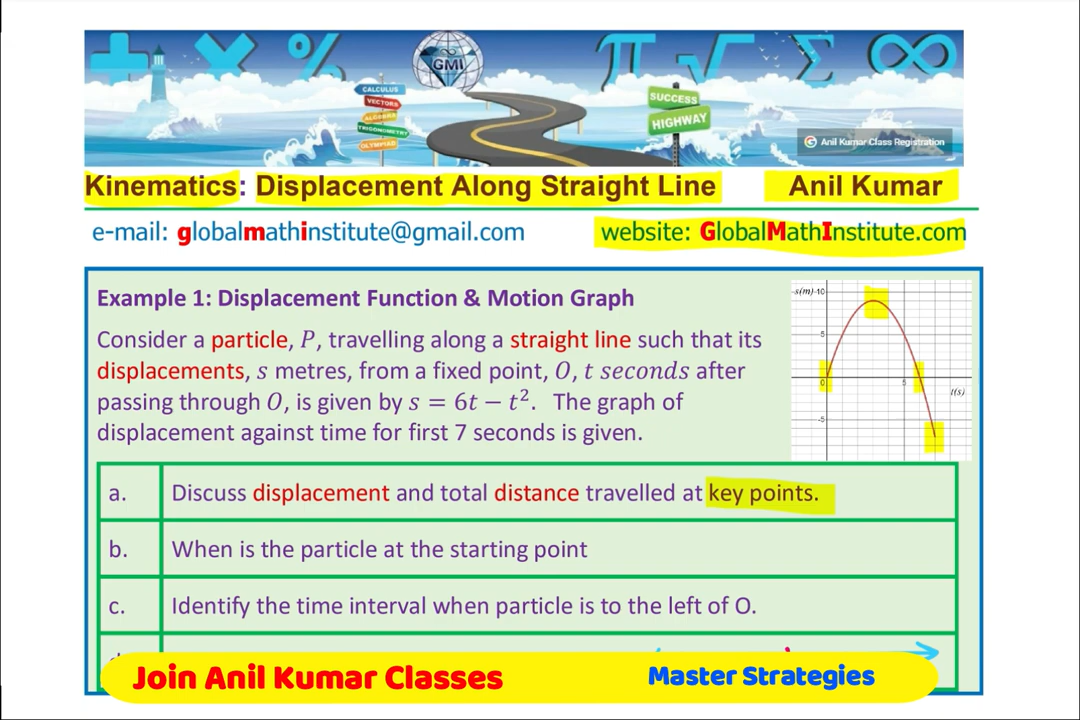 GMI
CALCULUS
VECTORS
ALGEBRA
TRIGONOMETRY
OLYMPIAD
SUCCESS
HIGHWAY
Anil Kumar Class Registration
Kinematics: Displacement Along Straight Line Anil Kumar
e-mail: globalmathinstitute@gmail.com website: GlobalMathInstitute.com
Example 1: Displacement Function & Motion Graph
Consider a particle, P, travelling along a straight line such that its
displacements, s metres, from a fixed point, O, t seconds after
passing through O, is given by s = 6t − t². The graph of
displacement against time for first 7 seconds is given.
s(m) 10
5
0 5
t(s)
-5
a. Discuss displacement and total distance travelled at key points.
b. When is the particle at the starting point
c. Identify the time interval when particle is to the left of O.
Join Anil Kumar Classes Master Strategies